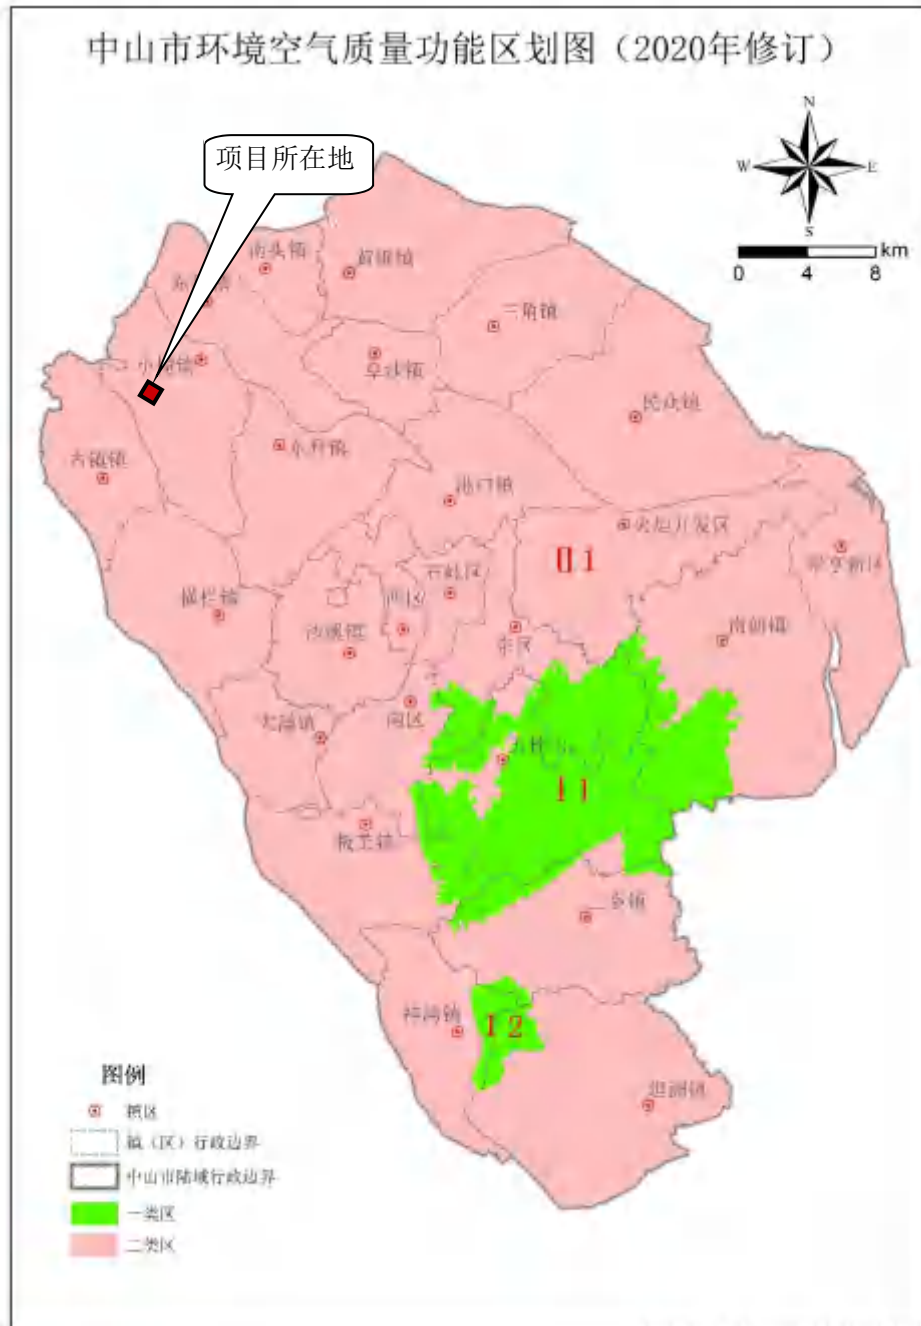 中山市环境空气质量功能区划图（2020年修订）
N
W
E
S
km
0
4
8
项目所在地
南头镇
黄圃镇
三角镇
小榄镇
阜沙镇
民众镇
东升镇
古镇镇
港口镇
火炬开发区
II 1
翠亨新区
石岐区
西区
横栏镇
沙溪镇
东区
南朗镇
南区
大涌镇
I 1
板芙镇
三乡镇
神湾镇
I 2
坦洲镇
图例
镇区
镇（区）行政边界
中山市陆域行政边界
一类区
二类区